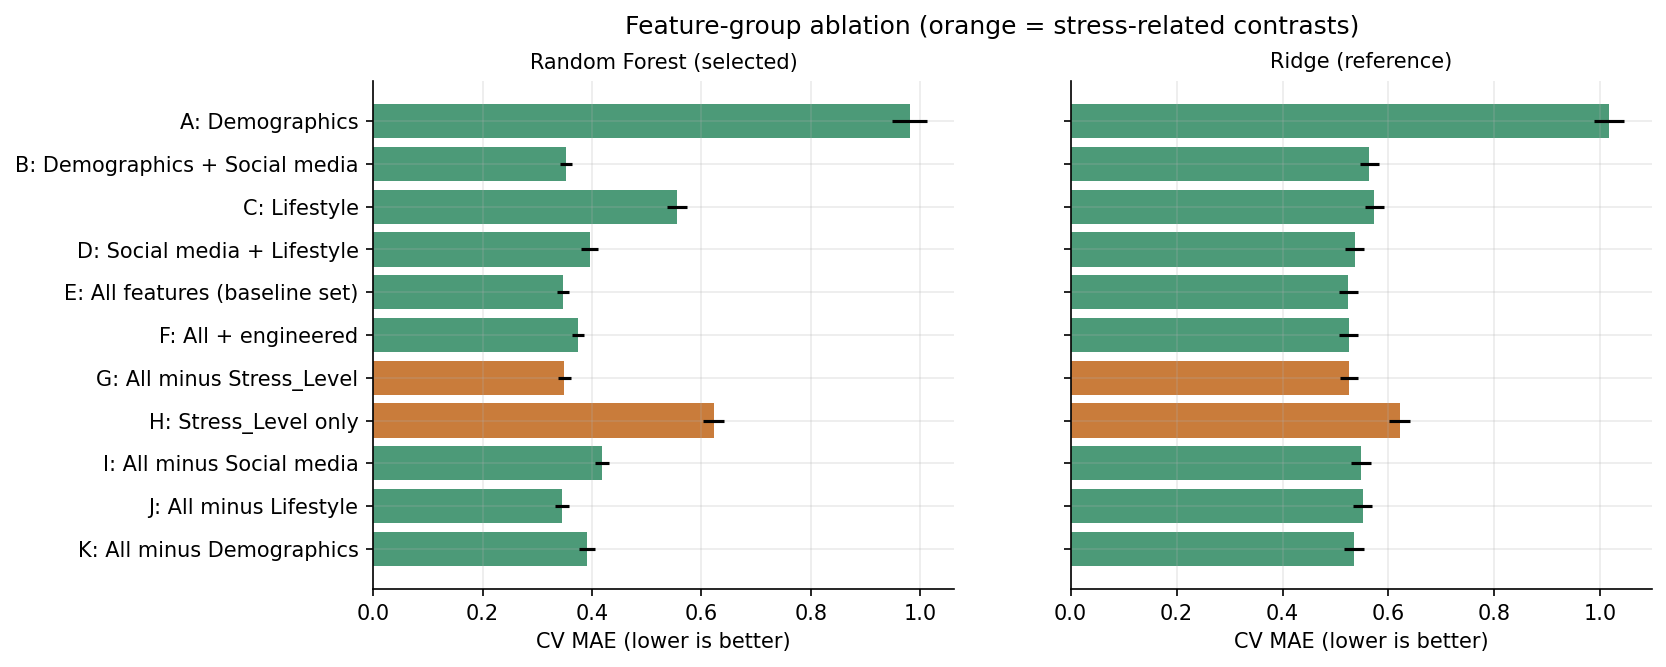 Feature-group ablation (orange = stress-related contrasts)
Random Forest (selected)
Ridge (reference)
A: Demographics
B: Demographics + Social media
C: Lifestyle
D: Social media + Lifestyle
E: All features (baseline set)
F: All + engineered
G: All minus Stress_Level
H: Stress_Level only
I: All minus Social media
J: All minus Lifestyle
K: All minus Demographics
0.0 0.2 0.4 0.6 0.8 1.0
CV MAE (lower is better)
0.0 0.2 0.4 0.6 0.8 1.0
CV MAE (lower is better)